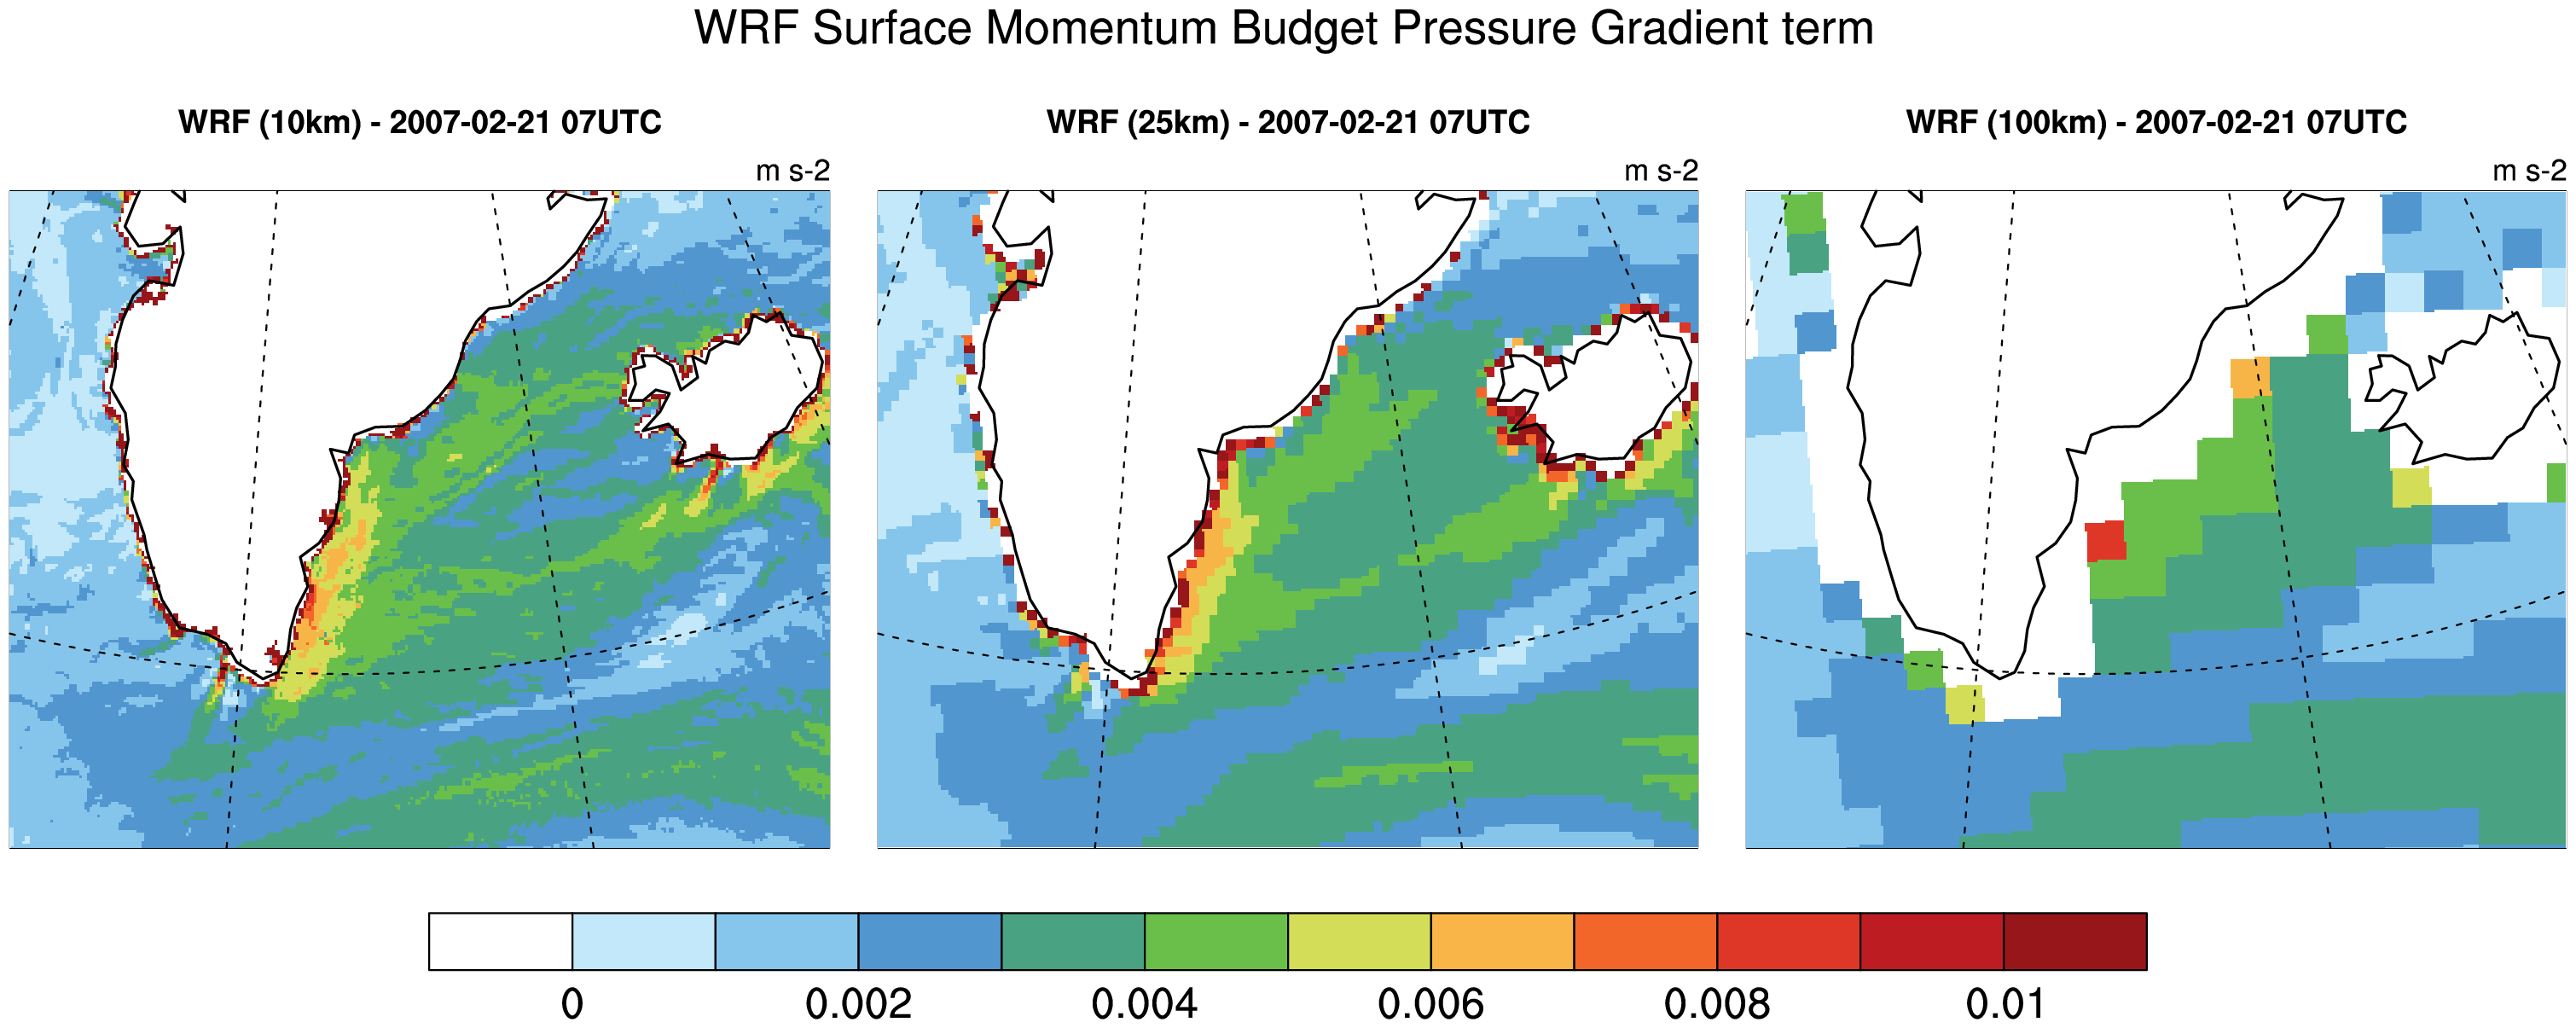 WRF Surface Momentum Budget Pressure Gradient term
WRF (10km) - 2007-02-21 07UTC
WRF (25km) - 2007-02-21 07UTC
WRF (100km) - 2007-02-21 07UTC
m s-2
m s-2
m s-2
0 0.002 0.004 0.006 0.008 0.01